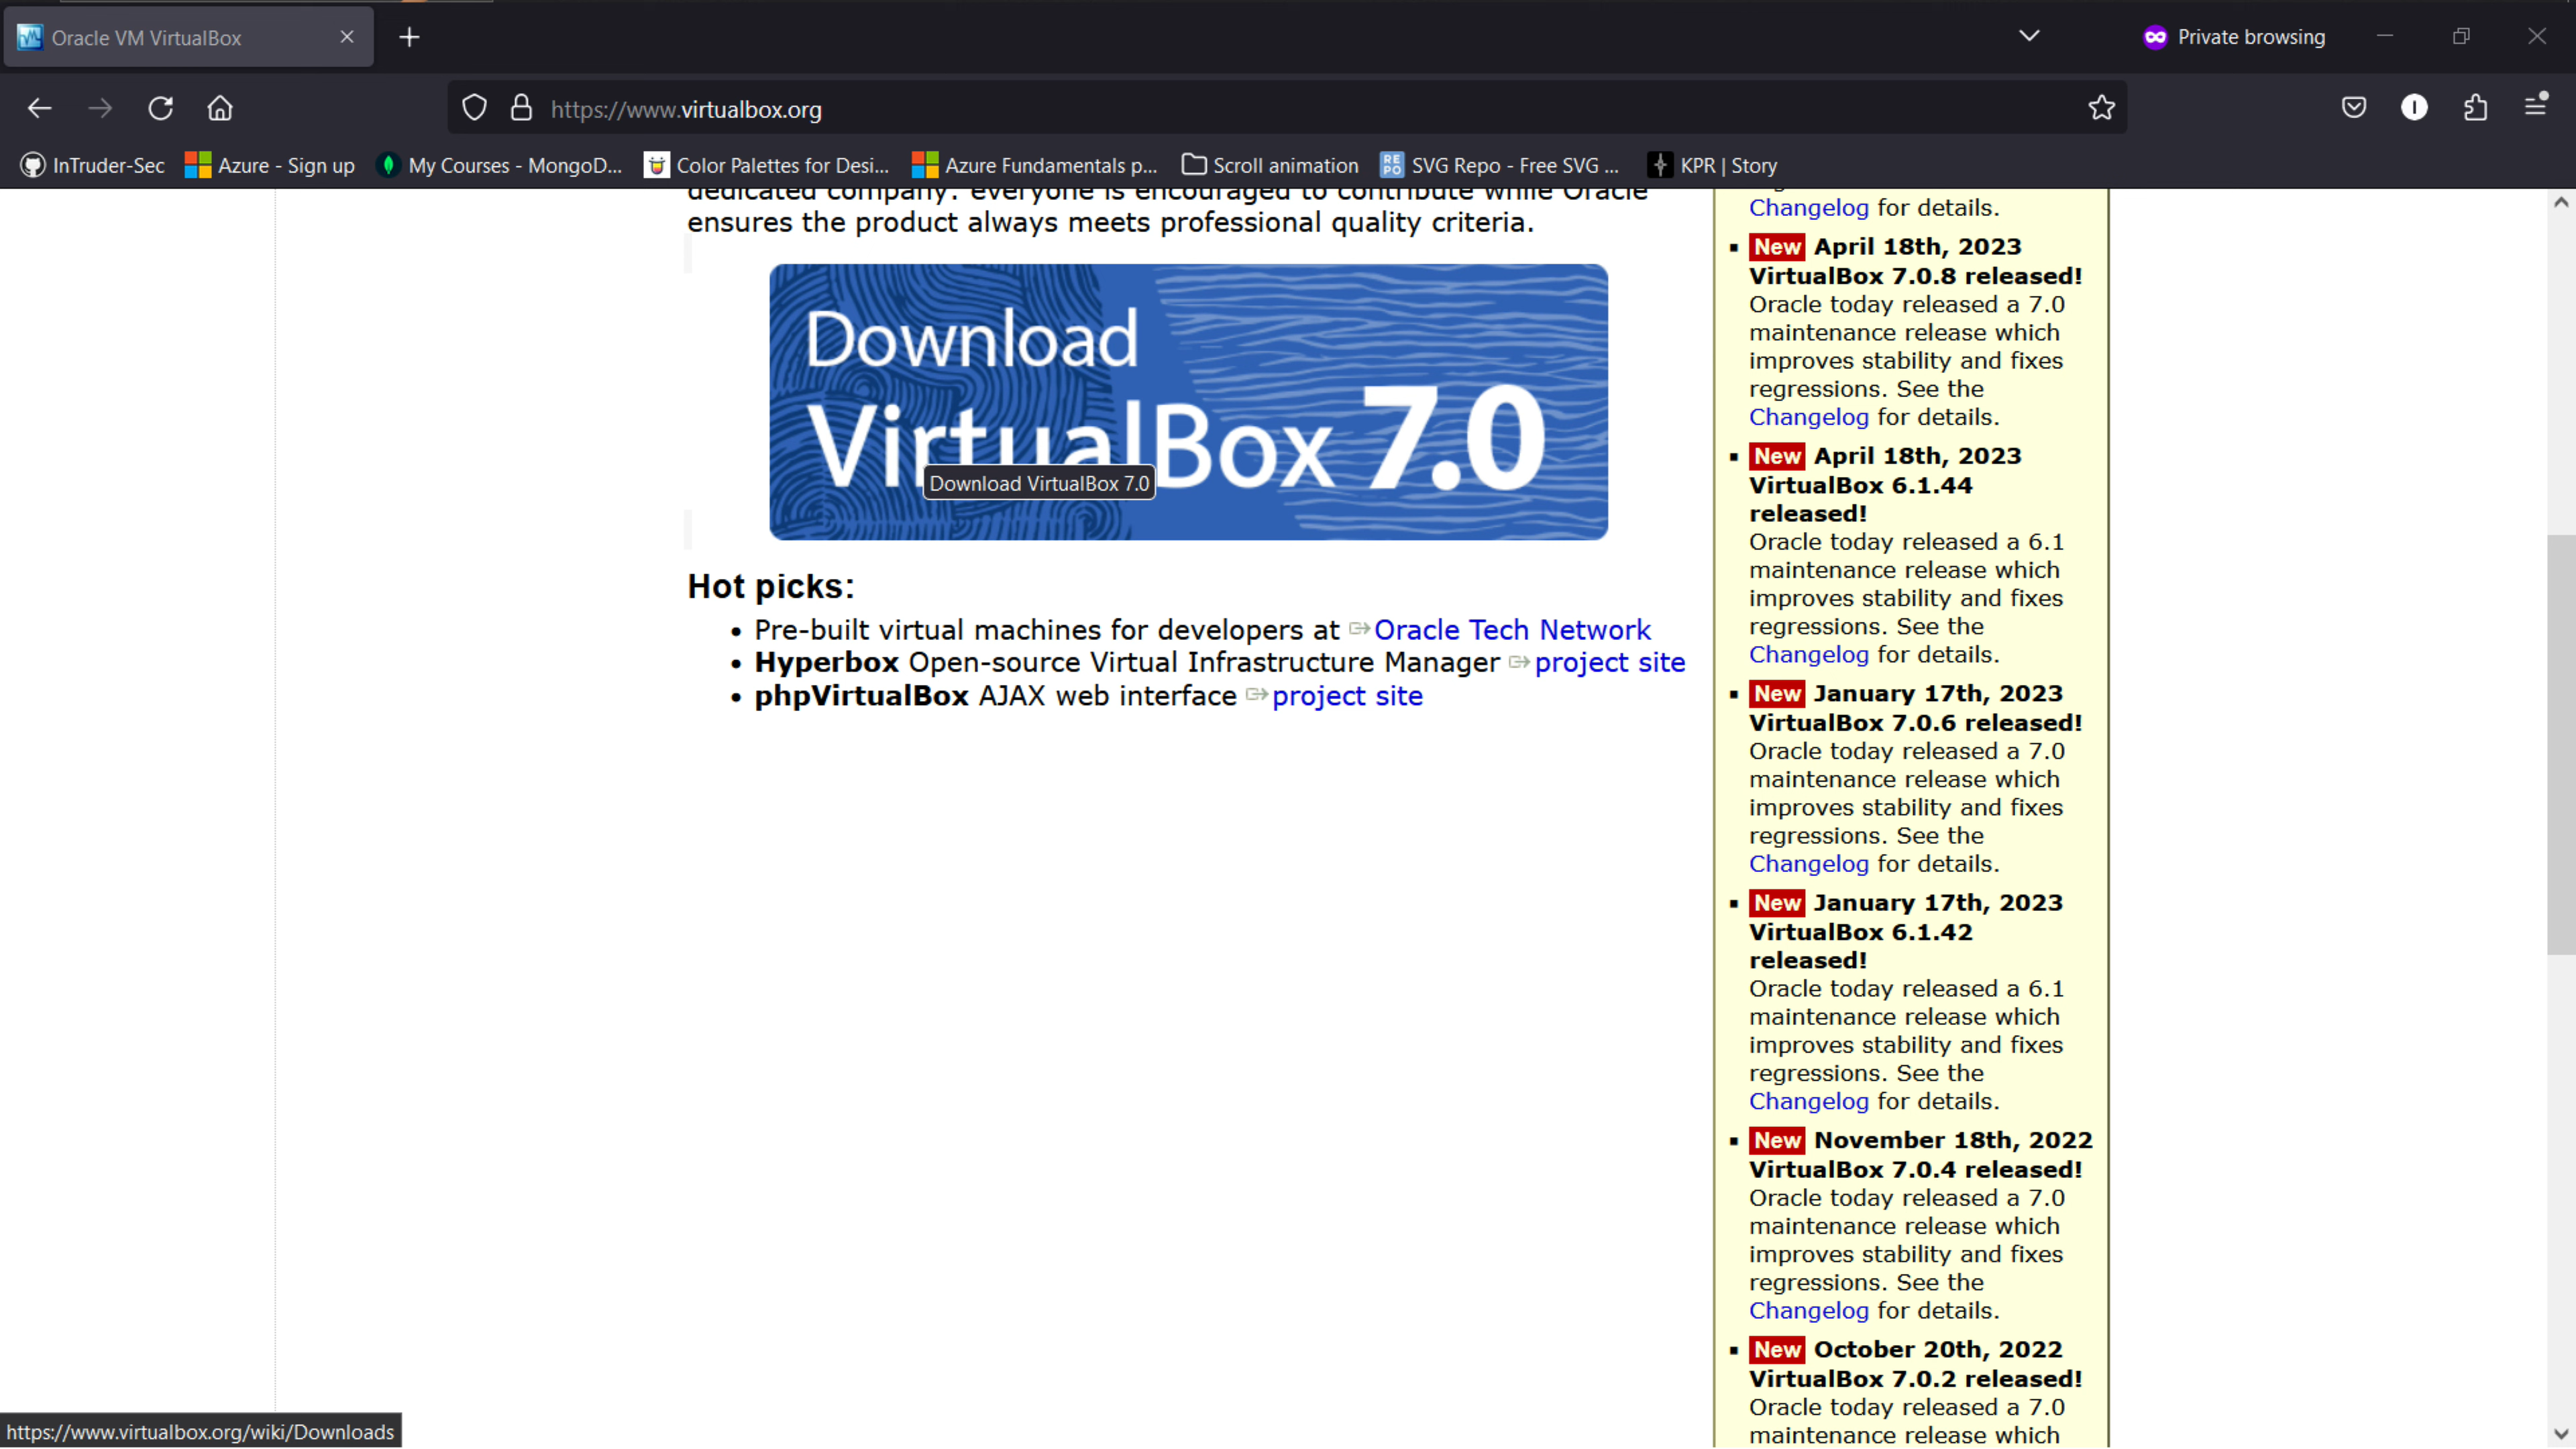 Oracle VM VirtualBox
Private browsing
https://www.virtualbox.org
InTruder-Sec
Azure - Sign up
My Courses - MongoD...
Color Palettes for Desi...
Azure Fundamentals p...
Scroll animation
SVG Repo - Free SVG ...
KPR | Story
dedicated company: everyone is encouraged to contribute while Oracle
ensures the product always meets professional quality criteria.
Download
VirtualBox 7.0
Download VirtualBox 7.0
Hot picks:
• Pre-built virtual machines for developers at Oracle Tech Network
• Hyperbox Open-source Virtual Infrastructure Manager project site
• phpVirtualBox AJAX web interface project site
Changelog for details.
New April 18th, 2023
VirtualBox 7.0.8 released!
Oracle today released a 7.0
maintenance release which
improves stability and fixes
regressions. See the
Changelog for details.
New April 18th, 2023
VirtualBox 6.1.44
released!
Oracle today released a 6.1
maintenance release which
improves stability and fixes
regressions. See the
Changelog for details.
New January 17th, 2023
VirtualBox 7.0.6 released!
Oracle today released a 7.0
maintenance release which
improves stability and fixes
regressions. See the
Changelog for details.
New January 17th, 2023
VirtualBox 6.1.42
released!
Oracle today released a 6.1
maintenance release which
improves stability and fixes
regressions. See the
Changelog for details.
New November 18th, 2022
VirtualBox 7.0.4 released!
Oracle today released a 7.0
maintenance release which
improves stability and fixes
regressions. See the
Changelog for details.
New October 20th, 2022
VirtualBox 7.0.2 released!
Oracle today released a 7.0
maintenance release which
https://www.virtualbox.org/wiki/Downloads